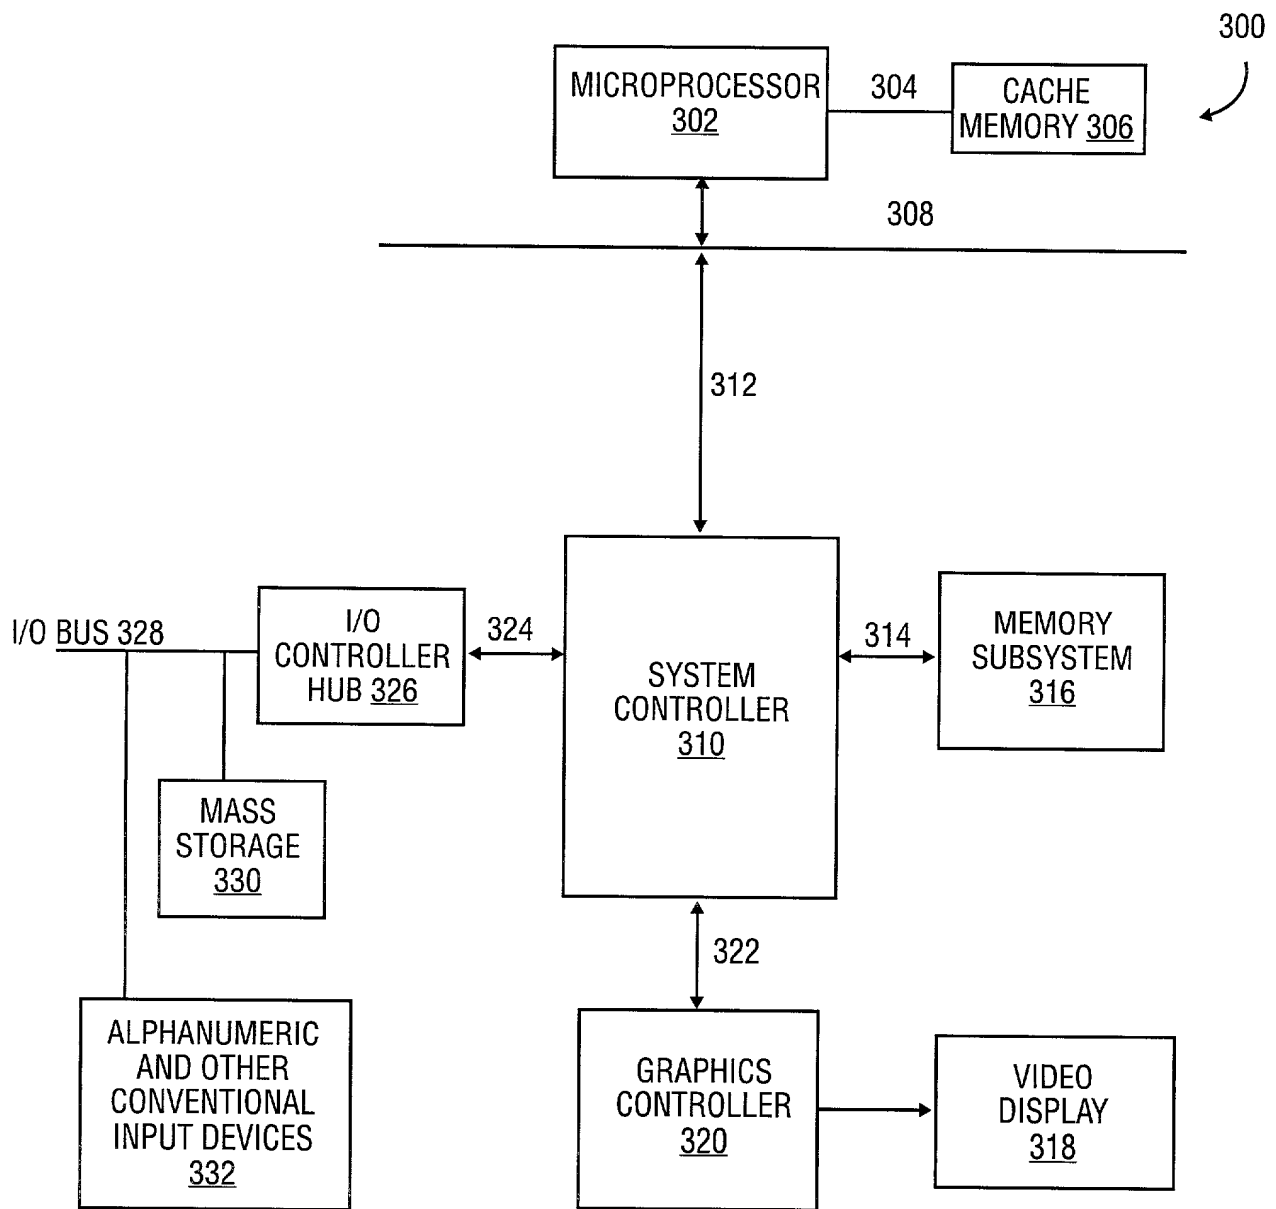 300
MICROPROCESSOR
302
304
CACHE
MEMORY 306
308
312
I/O BUS 328
I/O
CONTROLLER
HUB 326
324
SYSTEM
CONTROLLER
310
314
MEMORY
SUBSYSTEM
316
MASS
STORAGE
330
322
ALPHANUMERIC
AND OTHER
CONVENTIONAL
INPUT DEVICES
332
GRAPHICS
CONTROLLER
320
VIDEO
DISPLAY
318